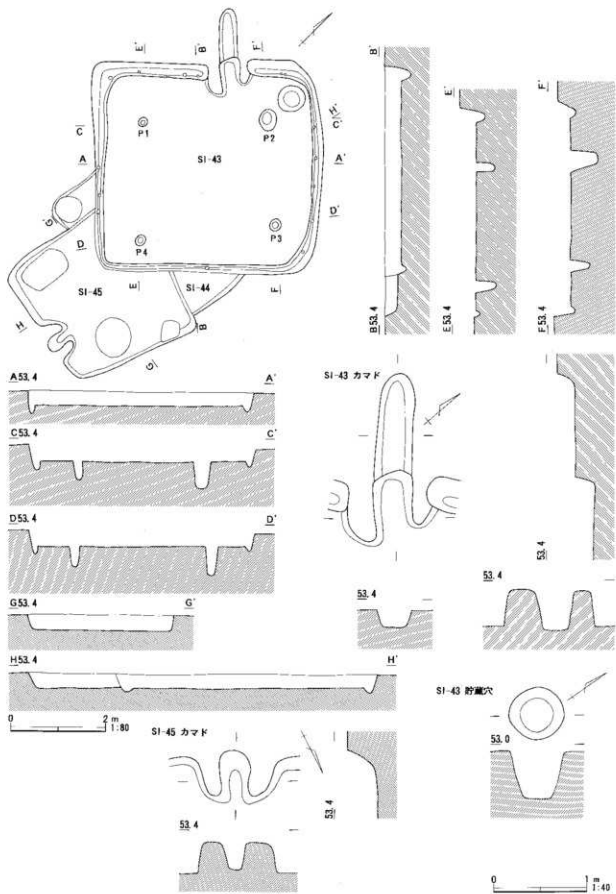 E'
B'
F'
H'
C'
C
P1
P2
A
SI-43
A'
G'
D'
D
P3
P4
SI-45
SI-44
E
F
H
B
G
B'
E'
F'
B53.4
E53.4
F53.4
A53.4
A'
C53.4
C'
D53.4
D'
G53.4
G'
H53.4
H'
0 2 m
1:80
SI-43 カマド
53.4
53.4
53.4
SI-45 カマド
53.4
53.4
SI-43 貯蔵穴
53.0
0 1 m
1:40